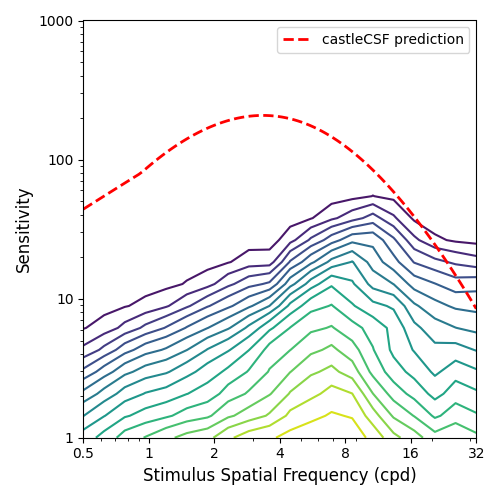 1000
castleCSF prediction
100
Sensitivity
10
1
0.5 1 2 4 8 16 32
Stimulus Spatial Frequency (cpd)